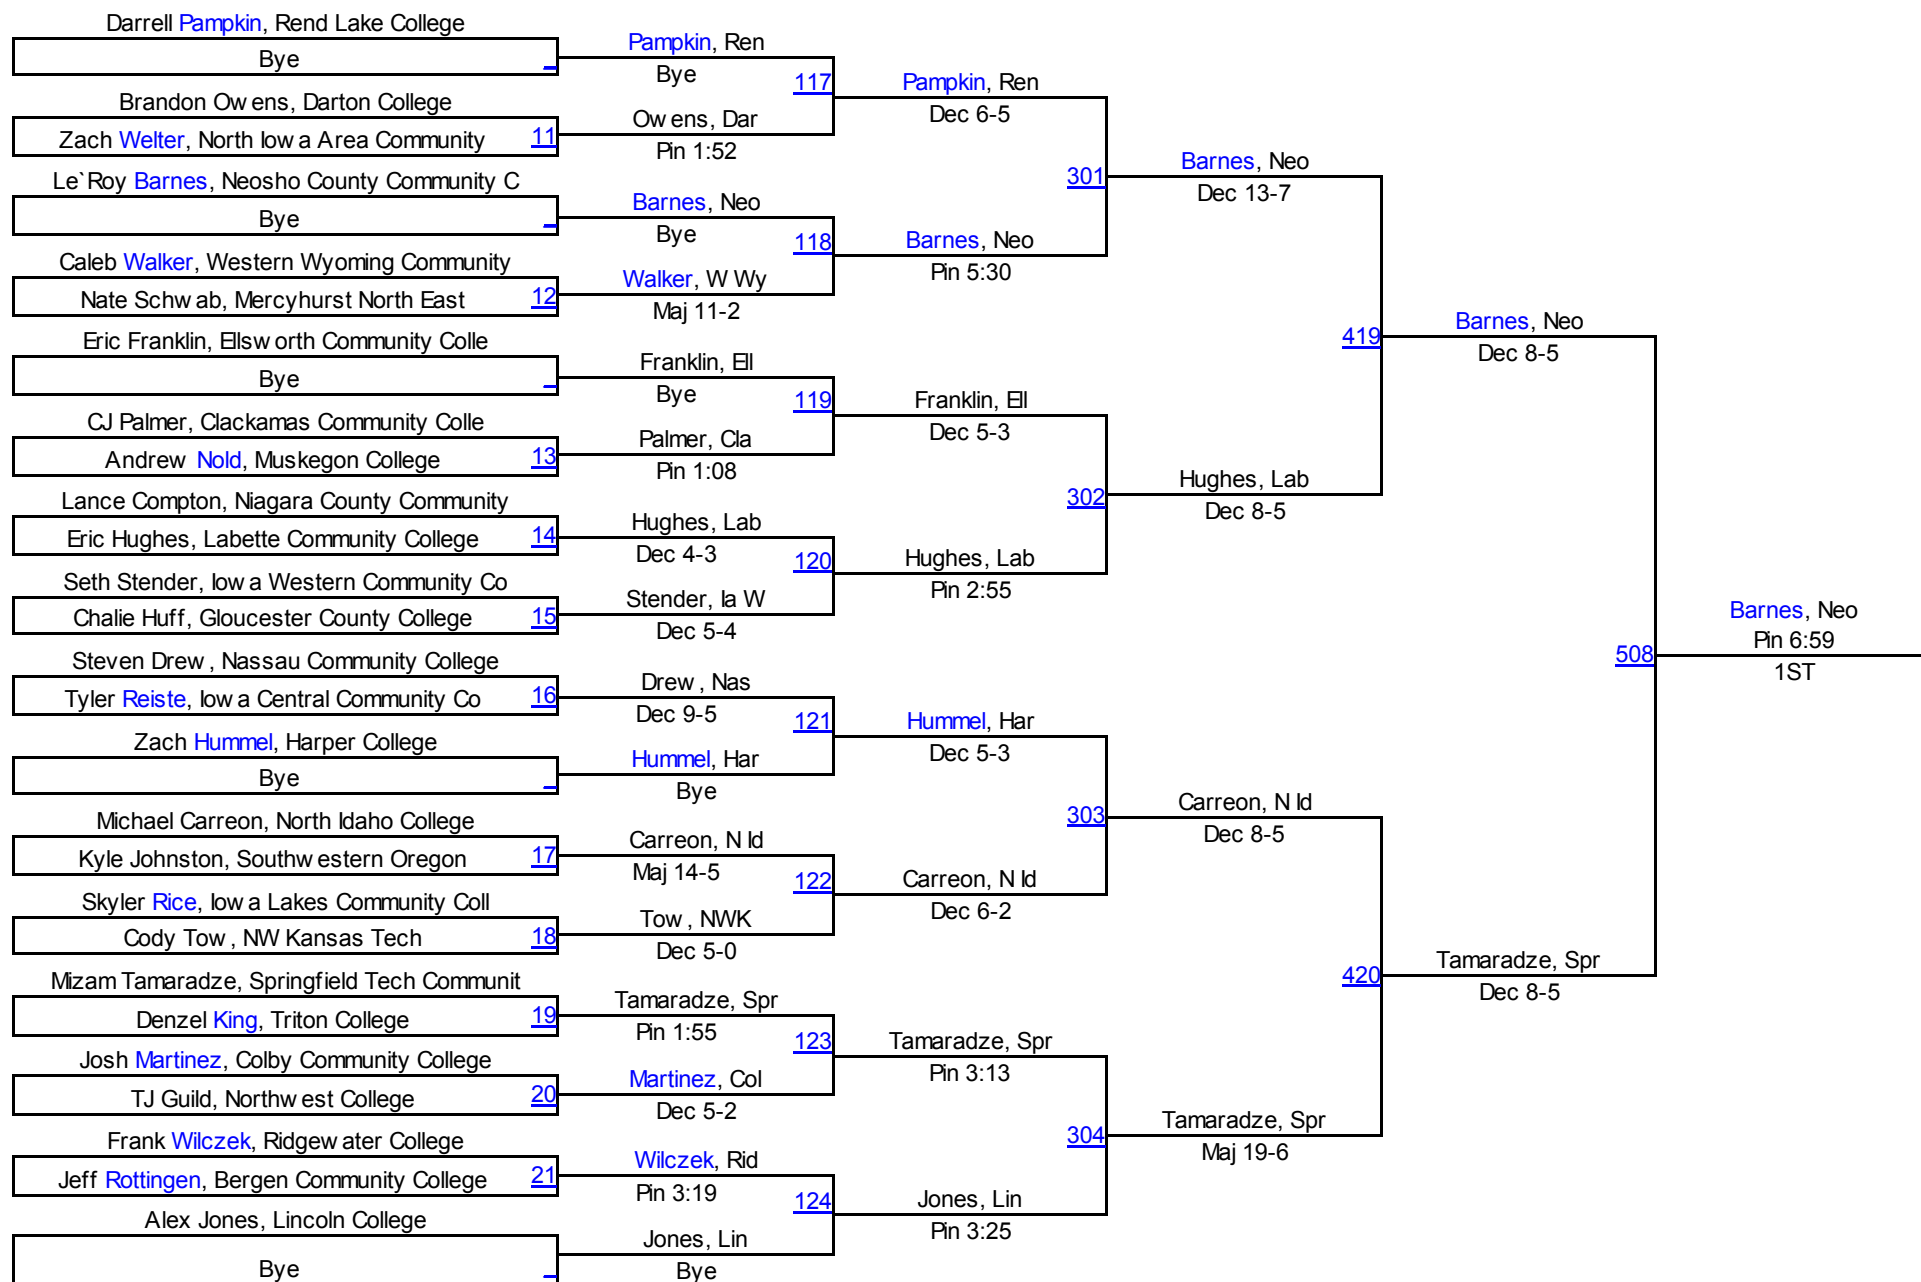 Darrell Pampkin, Rend Lake College
Bye
Brandon Owens, Darton College
Zach Welter, North Iowa Area Community 11
Le`Roy Barnes, Neosho County Community C
Bye
Caleb Walker, Western Wyoming Community
Nate Schwab, Mercyhurst North East 12
Eric Franklin, Ellsworth Community Colle
Bye
CJ Palmer, Clackamas Community Colle
Andrew Nold, Muskegon College 13
Lance Compton, Niagara County Community
Eric Hughes, Labette Community College 14
Seth Stender, Iowa Western Community Co
Chalie Huff, Gloucester County College 15
Steven Drew, Nassau Community College
Tyler Reiste, Iowa Central Community Co 16
Zach Hummel, Harper College
Bye
Michael Carreon, North Idaho College
Kyle Johnston, Southwestern Oregon 17
Skyler Rice, Iowa Lakes Community Coll
Cody Tow, NW Kansas Tech 18
Mizam Tamaradze, Springfield Tech Communit
Denzel King, Triton College 19
Josh Martinez, Colby Community College
TJ Guild, Northwest College 20
Frank Wilczek, Ridgewater College
Jeff Rottingen, Bergen Community College 21
Alex Jones, Lincoln College
Bye
Pampkin, Ren
Bye
117
Owens, Dar
Pin 1:52
Barnes, Neo
Bye
118
Walker, W Wy
Maj 11-2
Franklin, Ell
Bye
119
Palmer, Cla
Pin 1:08
Hughes, Lab
Dec 4-3
120
Stender, Ia W
Dec 5-4
Drew, Nas
Dec 9-5
121
Hummel, Har
Bye
Carreon, N Id
Maj 14-5
122
Tow, NWK
Dec 5-0
Tamaradze, Spr
Pin 1:55
123
Martinez, Col
Dec 5-2
Wilczek, Rid
Pin 3:19
124
Jones, Lin
Bye
Pampkin, Ren
Dec 6-5
301
Barnes, Neo
Pin 5:30
Franklin, Ell
Dec 5-3
302
Hughes, Lab
Pin 2:55
Hummel, Har
Dec 5-3
303
Carreon, N Id
Dec 6-2
Tamaradze, Spr
Pin 3:13
304
Jones, Lin
Pin 3:25
Barnes, Neo
Dec 13-7
419
Hughes, Lab
Dec 8-5
Carreon, N Id
Dec 8-5
420
Tamaradze, Spr
Maj 19-6
Barnes, Neo
Dec 8-5
508
Tamaradze, Spr
Dec 8-5
Barnes, Neo
Pin 6:59
1ST